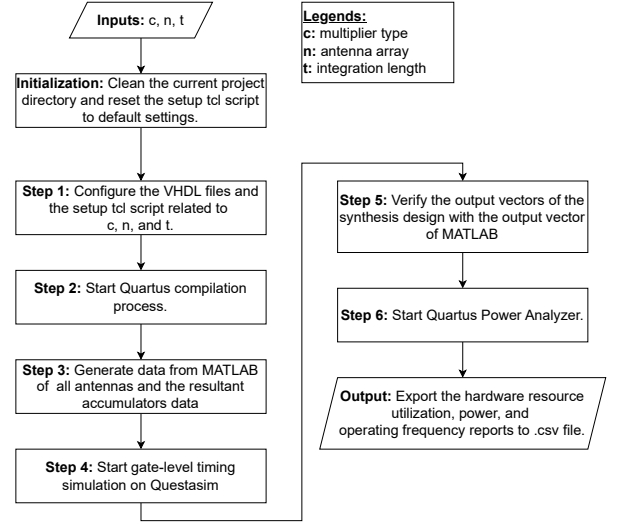 Inputs: c, n, t
Legends:
c: multiplier type
n: antenna array
t: integration length
Initialization: Clean the current project
directory and reset the setup tcl script
to default settings.
Step 1: Configure the VHDL files and
the setup tcl script related to
c, n, and t.
Step 2: Start Quartus compilation
process.
Step 3: Generate data from MATLAB
of all antennas and the resultant
accumulators data
Step 4: Start gate-level timing
simulation on Questasim
Step 5: Verify the output vectors of the
synthesis design with the output vector
of MATLAB
Step 6: Start Quartus Power Analyzer.
Output: Export the hardware resource
utilization, power, and
operating frequency reports to .csv file.